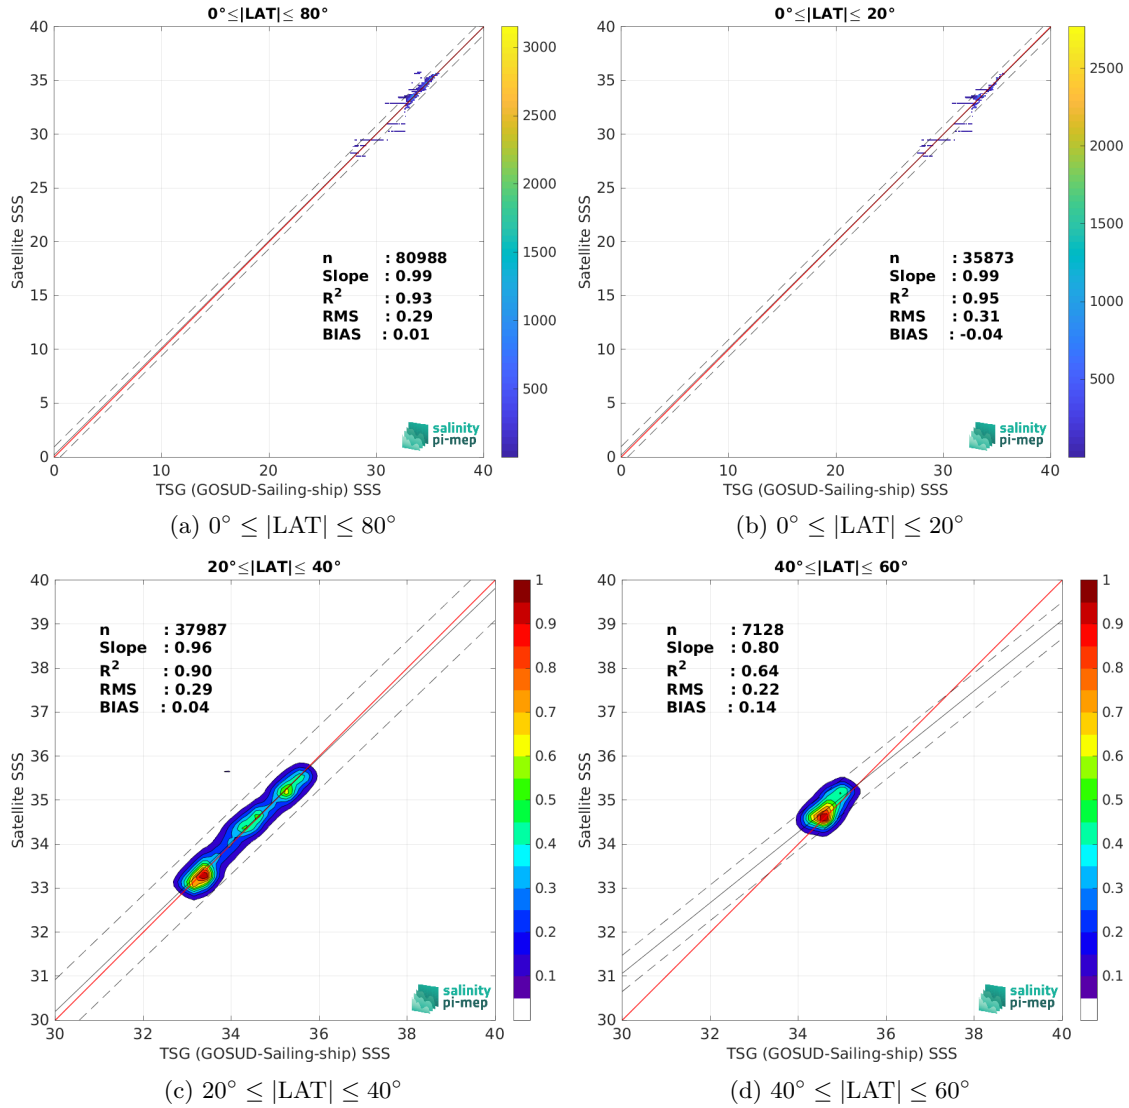 0°≤|LAT|≤ 80°
40
35
30
25
20
15
10
5
0
Satellite SSS
n : 80988
Slope : 0.99
R² : 0.93
RMS : 0.29
BIAS : 0.01
salinity
pi-mep
0 10 20 30 40
TSG (GOSUD-Sailing-ship) SSS
3000
2500
2000
1500
1000
500
(a) 0° ≤ |LAT| ≤ 80°
0°≤|LAT|≤ 20°
40
35
30
25
20
15
10
5
0
Satellite SSS
n : 35873
Slope : 0.99
R² : 0.95
RMS : 0.31
BIAS : -0.04
salinity
pi-mep
0 10 20 30 40
TSG (GOSUD-Sailing-ship) SSS
2500
2000
1500
1000
500
(b) 0° ≤ |LAT| ≤ 20°
20°≤|LAT|≤ 40°
40
39
38
37
36
35
34
33
32
31
30
Satellite SSS
n : 37987
Slope : 0.96
R² : 0.90
RMS : 0.29
BIAS : 0.04
salinity
pi-mep
30 32 34 36 38 40
TSG (GOSUD-Sailing-ship) SSS
1
0.9
0.8
0.7
0.6
0.5
0.4
0.3
0.2
0.1
(c) 20° ≤ |LAT| ≤ 40°
40°≤|LAT|≤ 60°
40
39
38
37
36
35
34
33
32
31
30
Satellite SSS
n : 7128
Slope : 0.80
R² : 0.64
RMS : 0.22
BIAS : 0.14
salinity
pi-mep
30 32 34 36 38 40
TSG (GOSUD-Sailing-ship) SSS
1
0.9
0.8
0.7
0.6
0.5
0.4
0.3
0.2
0.1
(d) 40° ≤ |LAT| ≤ 60°